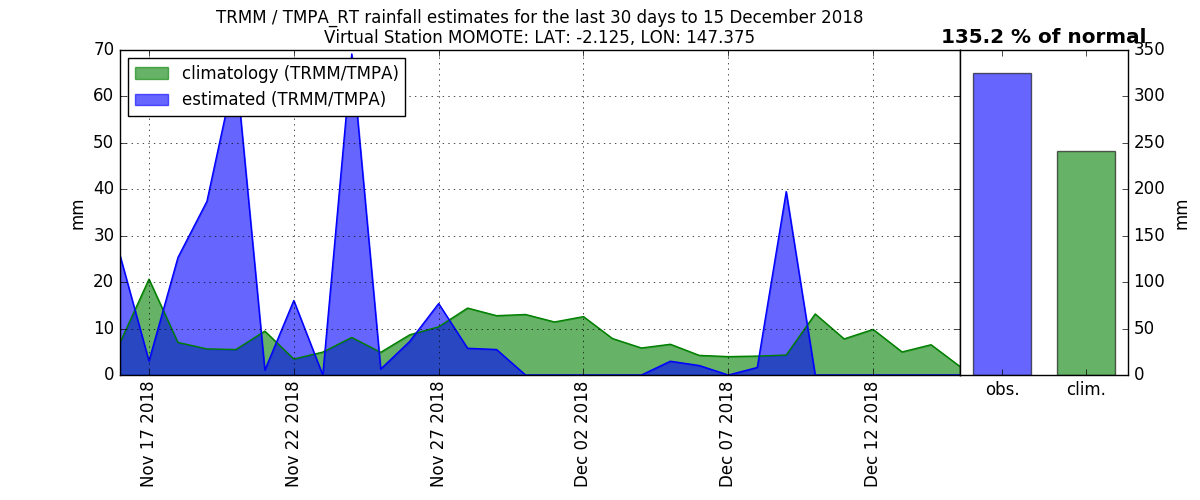 TRMM / TMPA_RT rainfall estimates for the last 30 days to 15 December 2018
Virtual Station MOMOTE: LAT: -2.125, LON: 147.375
135.2 % of normal
climatology (TRMM/TMPA)
estimated (TRMM/TMPA)
70
60
50
40
30
20
10
0
mm
350
300
250
200
150
100
50
0
mm
Nov 17 2018
Nov 22 2018
Nov 27 2018
Dec 02 2018
Dec 07 2018
Dec 12 2018
obs.
clim.